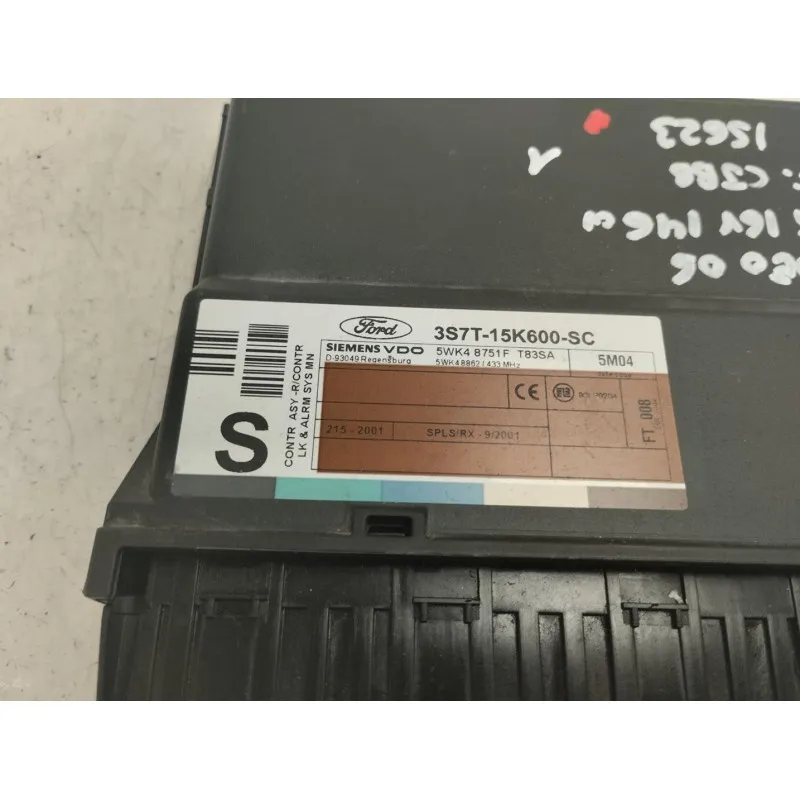 15623
1
16V 146
06
Ford
3S7T-15K600-SC
SIEMENS VDO
5WK4 8751F T83SA
5M04
D-93049 Regensburg
5WK48862 / 433 MHz
CE
215 - 2001
SPLS/RX - 9/2001
FT 008
S
CONTR ASY -R/CONTR
LK & ALRM SYS MN